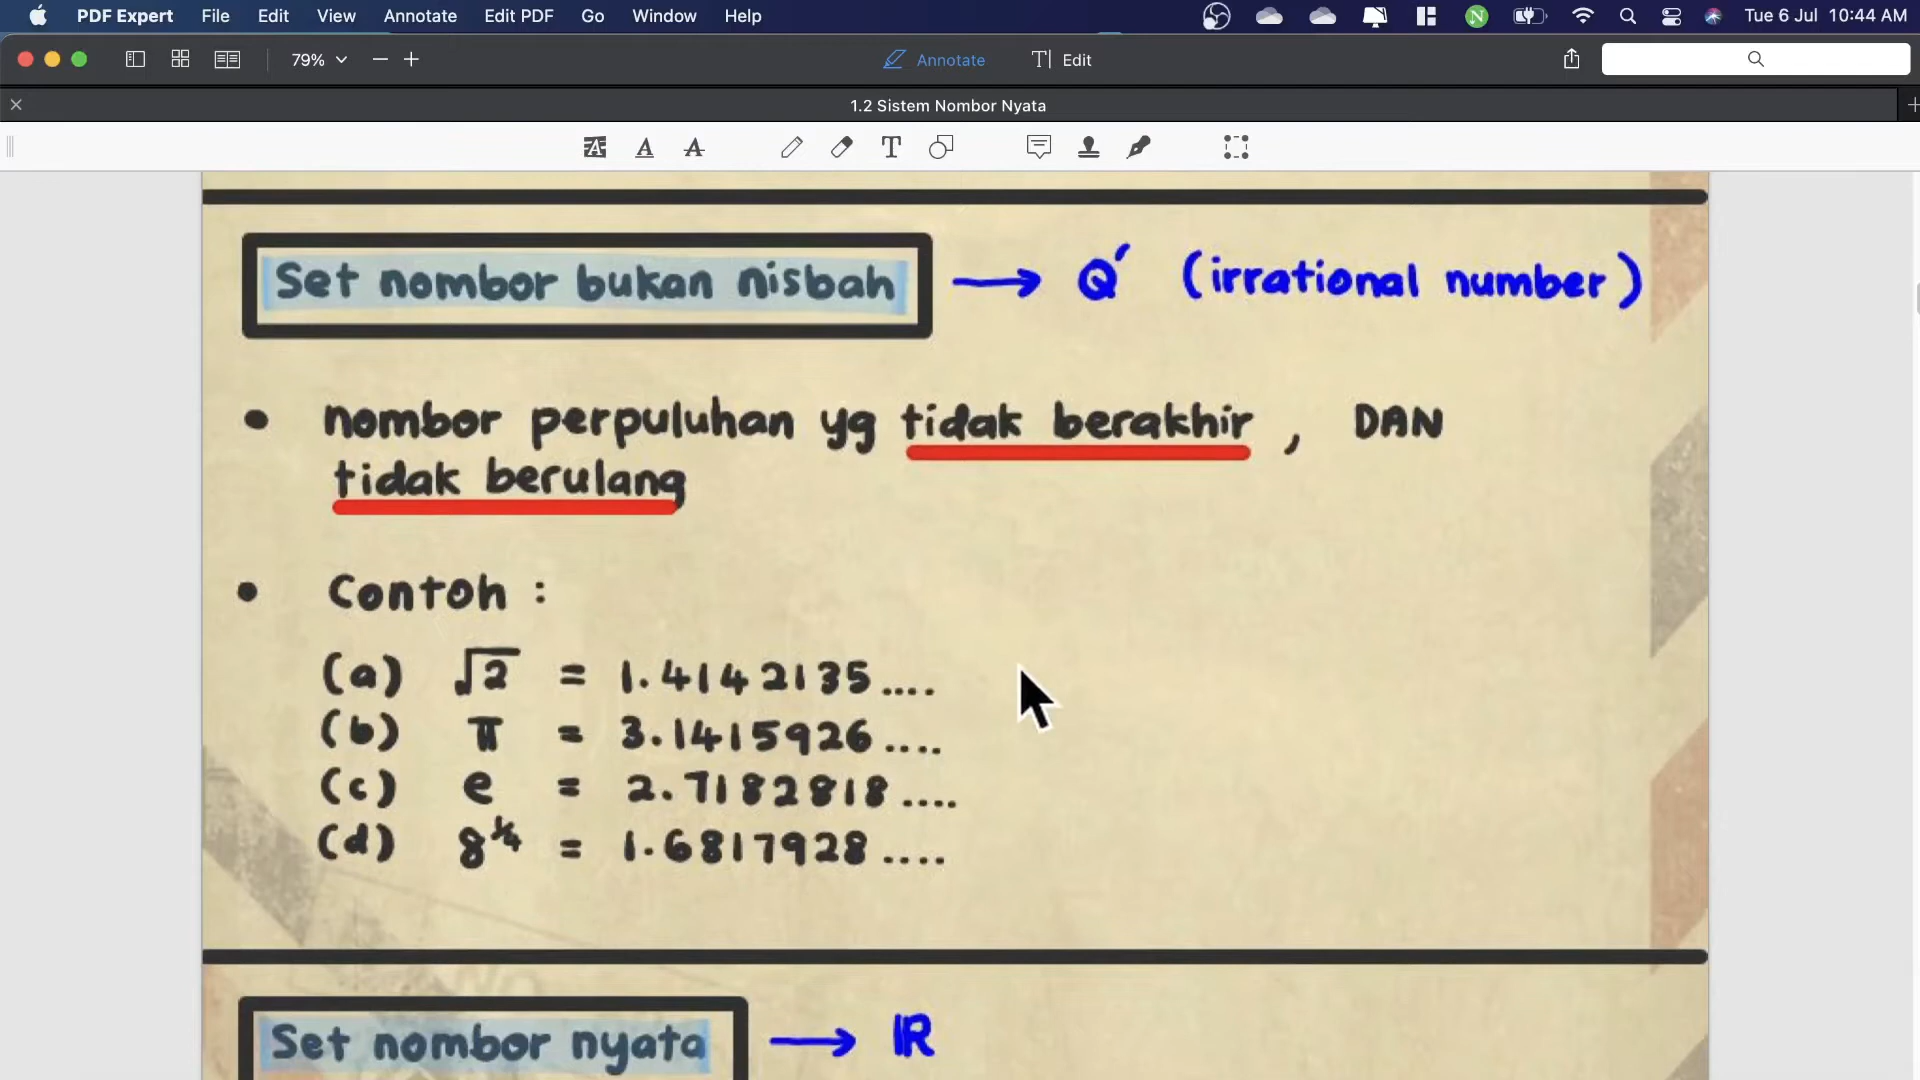 PDF Expert File Edit View Annotate Edit PDF Go Window Help Tue 6 Jul 10:44 AM
79% Annotate Edit
1.2 Sistem Nombor Nyata
Set nombor bukan nisbah → Q′ (irrational number)
• nombor perpuluhan yg tidak berakhir , DAN
tidak berulang
• Contoh :
(a) √2 = 1.4142135....
(b) π = 3.1415926....
(c) e = 2.7182818....
(d) 8^¼ = 1.6817928....
Set nombor nyata → ℝ